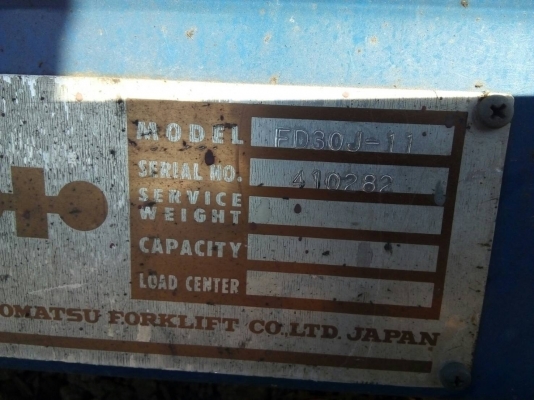 MODEL FD30J-11
SERIAL NO. 410282
SERVICE
WEIGHT
CAPACITY
LOAD CENTER
OMATSU FORKLIFT CO.,LTD. JAPAN